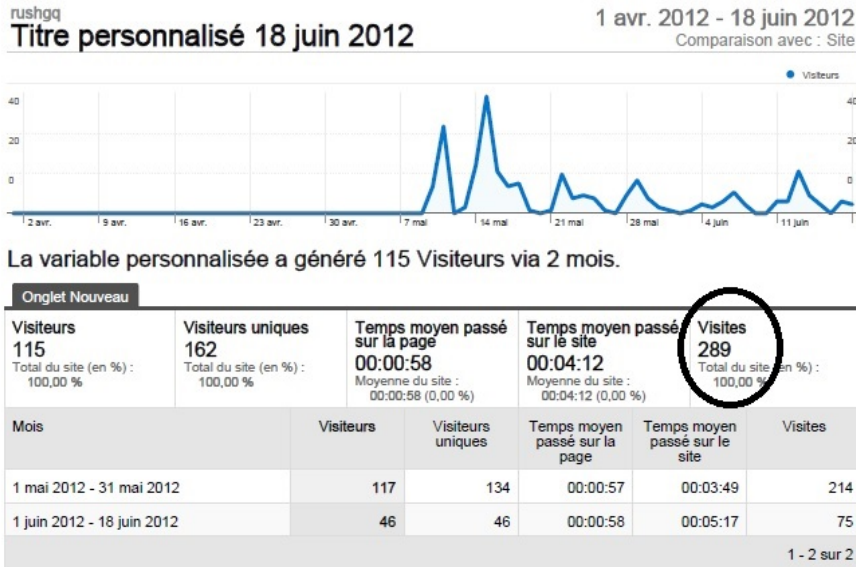 rushgq
Titre personnalisé 18 juin 2012
1 avr. 2012 - 18 juin 2012
Comparaison avec : Site
Visiteurs
40
40
20
20
0
0
2 avr. 9 avr. 16 avr. 23 avr. 30 avr. 7 mai 14 mai 21 mai 28 mai 4 juin 11 juin
La variable personnalisée a généré 115 Visiteurs via 2 mois.
Onglet Nouveau
Visiteurs
115
Total du site (en %) :
100,00 %
Visiteurs uniques
162
Total du site (en %) :
100,00 %
Temps moyen passé
sur la page
00:00:58
Moyenne du site :
00:00:58 (0,00 %)
Temps moyen passé
sur le site
00:04:12
Moyenne du site :
00:04:12 (0,00 %)
Visites
289
Total du site (en %) :
100,00 %
Mois Visiteurs Visiteurs uniques Temps moyen passé sur la page Temps moyen passé sur le site Visites
1 mai 2012 - 31 mai 2012 117 134 00:00:57 00:03:49 214
1 juin 2012 - 18 juin 2012 46 46 00:00:58 00:05:17 75
1 - 2 sur 2